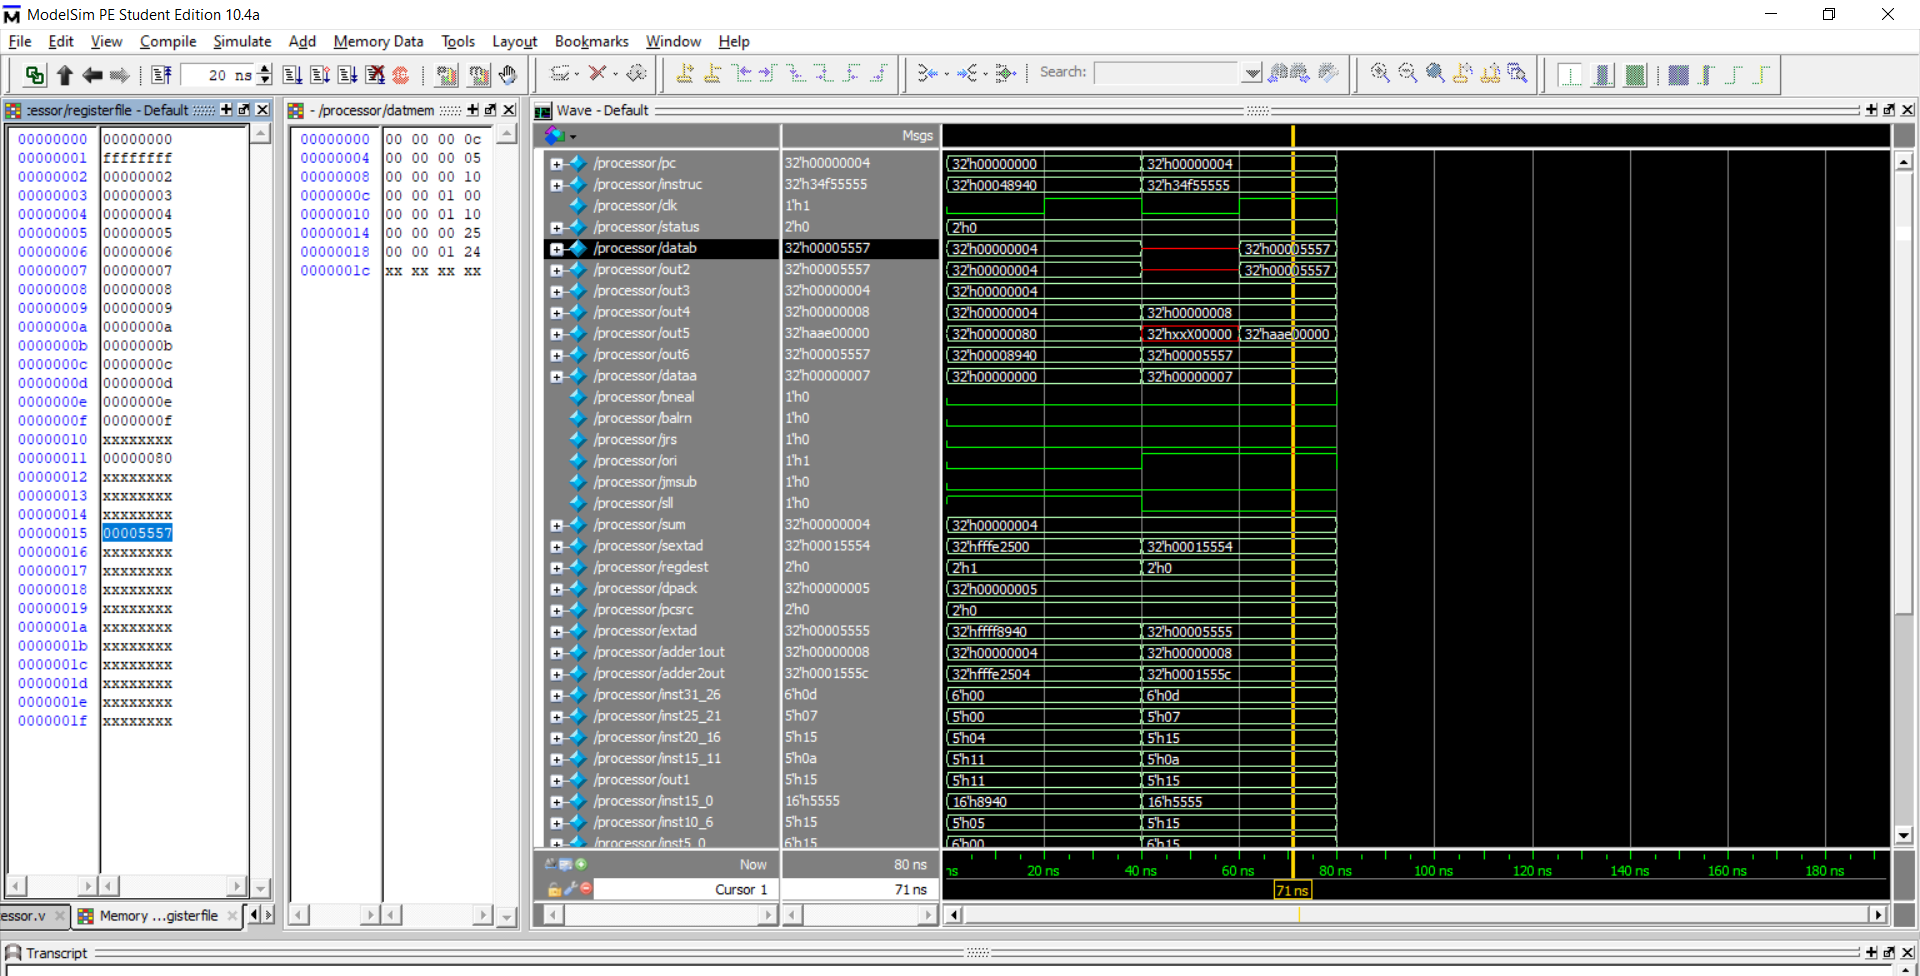 ModelSim PE Student Edition 10.4a
File Edit View Compile Simulate Add Memory Data Tools Layout Bookmarks Window Help
20 ns
Search:
:essor/registerfile - Default
- /processor/datmem
Wave - Default
00000000 00000000
00000001 ffffffff
00000002 00000002
00000003 00000003
00000004 00000004
00000005 00000005
00000006 00000006
00000007 00000007
00000008 00000008
00000009 00000009
0000000a 0000000a
0000000b 0000000b
0000000c 0000000c
0000000d 0000000d
0000000e 0000000e
0000000f 0000000f
00000010 xxxxxxxx
00000011 00000080
00000012 xxxxxxxx
00000013 xxxxxxxx
00000014 xxxxxxxx
00000015 00005557
00000016 xxxxxxxx
00000017 xxxxxxxx
00000018 xxxxxxxx
00000019 xxxxxxxx
0000001a xxxxxxxx
0000001b xxxxxxxx
0000001c xxxxxxxx
0000001d xxxxxxxx
0000001e xxxxxxxx
0000001f xxxxxxxx
essor.v
Memory ...gisterfile
00000000 00 00 00 0c
00000004 00 00 00 05
00000008 00 00 00 10
0000000c 00 00 01 00
00000010 00 00 01 10
00000014 00 00 00 25
00000018 00 00 01 24
0000001c xx xx xx xx
Msgs
/processor/pc 32'h00000004 32'h00000000 32'h00000004
/processor/instruc 32'h34f55555 32'h00048940 32'h34f55555
/processor/clk 1'h1
/processor/status 2'h0 2'h0
/processor/datab 32'h00005557 32'h00000004 32'h00005557
/processor/out2 32'h00005557 32'h00000004 32'h00005557
/processor/out3 32'h00000004 32'h00000004
/processor/out4 32'h00000008 32'h00000004 32'h00000008
/processor/out5 32'haae00000 32'h00000080 32'hxxX00000 32'haae00000
/processor/out6 32'h00005557 32'h00008940 32'h00005557
/processor/dataa 32'h00000007 32'h00000000 32'h00000007
/processor/bneal 1'h0
/processor/balrn 1'h0
/processor/jrs 1'h0
/processor/ori 1'h1
/processor/jmsub 1'h0
/processor/sll 1'h0
/processor/sum 32'h00000004 32'h00000004
/processor/sextad 32'h00015554 32'hfffe2500 32'h00015554
/processor/regdest 2'h0 2'h1 2'h0
/processor/dpack 32'h00000005 32'h00000005
/processor/pcsrc 2'h0 2'h0
/processor/extad 32'h00005555 32'hffff8940 32'h00005555
/processor/adder1out 32'h00000008 32'h00000004 32'h00000008
/processor/adder2out 32'h0001555c 32'hfffe2504 32'h0001555c
/processor/inst31_26 6'h0d 6'h00 6'h0d
/processor/inst25_21 5'h07 5'h00 5'h07
/processor/inst20_16 5'h15 5'h04 5'h15
/processor/inst15_11 5'h0a 5'h11 5'h0a
/processor/out1 5'h15 5'h11 5'h15
/processor/inst15_0 16'h5555 16'h8940 16'h5555
/processor/inst10_6 5'h15 5'h05 5'h15
/processor/inst5_0 6'h15 6'h00 6'h15
Now 80 ns
ns 20 ns 40 ns 60 ns 80 ns 100 ns 120 ns 140 ns 160 ns 180 ns
Cursor 1 71 ns
71 ns
Transcript